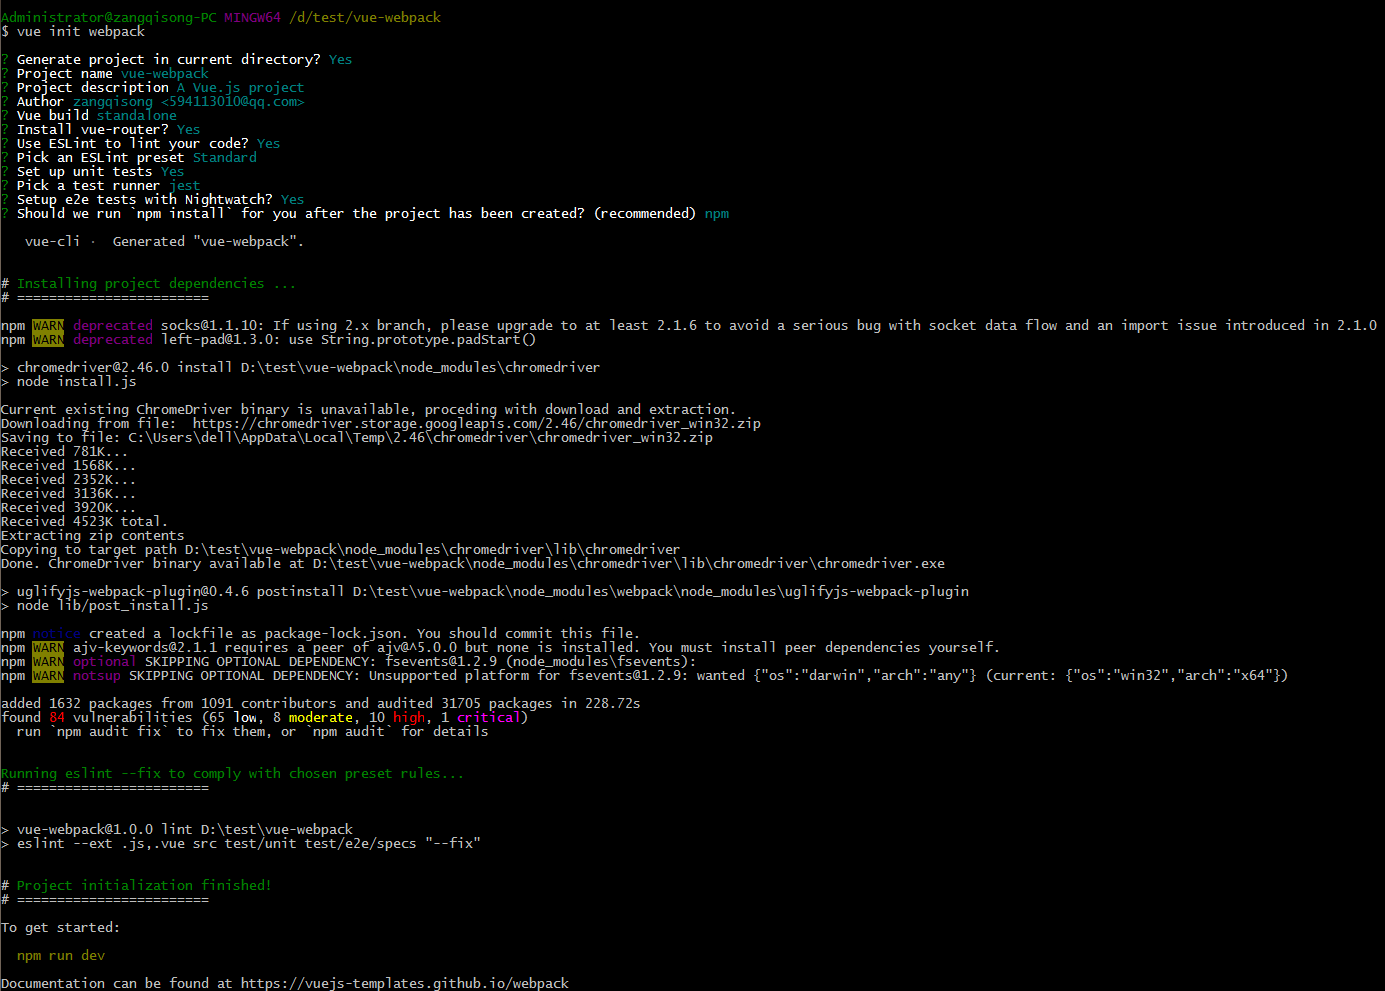 Administrator@zangqisong-PC MINGW64 /d/test/vue-webpack
$ vue init webpack
? Generate project in current directory? Yes
? Project name vue-webpack
? Project description A Vue.js project
? Author zangqisong <594113010@qq.com>
? Vue build standalone
? Install vue-router? Yes
? Use ESLint to lint your code? Yes
? Pick an ESLint preset Standard
? Set up unit tests Yes
? Pick a test runner jest
? Setup e2e tests with Nightwatch? Yes
? Should we run `npm install` for you after the project has been created? (recommended) npm
vue-cli · Generated "vue-webpack".
# Installing project dependencies ...
# ========================
npm WARN deprecated socks@1.1.10: If using 2.x branch, please upgrade to at least 2.1.6 to avoid a serious bug with socket data flow and an import issue introduced in 2.1.0
npm WARN deprecated left-pad@1.3.0: use String.prototype.padStart()
> chromedriver@2.46.0 install D:\test\vue-webpack\node_modules\chromedriver
> node install.js
Current existing ChromeDriver binary is unavailable, proceding with download and extraction.
Downloading from file:  https://chromedriver.storage.googleapis.com/2.46/chromedriver_win32.zip
Saving to file: C:\Users\dell\AppData\Local\Temp\2.46\chromedriver\chromedriver_win32.zip
Received 781K...
Received 1568K...
Received 2352K...
Received 3136K...
Received 3920K...
Received 4523K total.
Extracting zip contents
Copying to target path D:\test\vue-webpack\node_modules\chromedriver\lib\chromedriver
Done. ChromeDriver binary available at D:\test\vue-webpack\node_modules\chromedriver\lib\chromedriver\chromedriver.exe
> uglifyjs-webpack-plugin@0.4.6 postinstall D:\test\vue-webpack\node_modules\webpack\node_modules\uglifyjs-webpack-plugin
> node lib/post_install.js
npm notice created a lockfile as package-lock.json. You should commit this file.
npm WARN ajv-keywords@2.1.1 requires a peer of ajv@^5.0.0 but none is installed. You must install peer dependencies yourself.
npm WARN optional SKIPPING OPTIONAL DEPENDENCY: fsevents@1.2.9 (node_modules\fsevents):
npm WARN notsup SKIPPING OPTIONAL DEPENDENCY: Unsupported platform for fsevents@1.2.9: wanted {"os":"darwin","arch":"any"} (current: {"os":"win32","arch":"x64"})
added 1632 packages from 1091 contributors and audited 31705 packages in 228.72s
found 84 vulnerabilities (65 low, 8 moderate, 10 high, 1 critical)
run `npm audit fix` to fix them, or `npm audit` for details
Running eslint --fix to comply with chosen preset rules...
# ========================
> vue-webpack@1.0.0 lint D:\test\vue-webpack
> eslint --ext .js,.vue src test/unit test/e2e/specs "--fix"
# Project initialization finished!
# ========================
To get started:
npm run dev
Documentation can be found at https://vuejs-templates.github.io/webpack